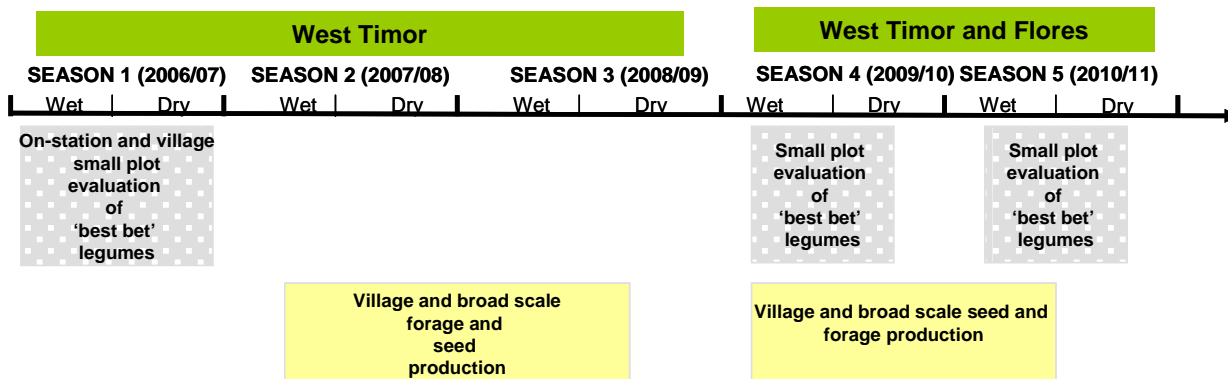 West Timor
West Timor and Flores
SEASON 1 (2006/07) SEASON 2 (2007/08) SEASON 3 (2008/09) SEASON 4 (2009/10) SEASON 5 (2010/11)
Wet Dry Wet Dry Wet Dry Wet Dry Wet Dry
On-station and village
small plot
evaluation
of
‘best bet’
legumes
Small plot
evaluation
of
‘best bet’
legumes
Small plot
evaluation
of
‘best bet’
legumes
Village and broad scale
forage and
seed
production
Village and broad scale seed and
forage production